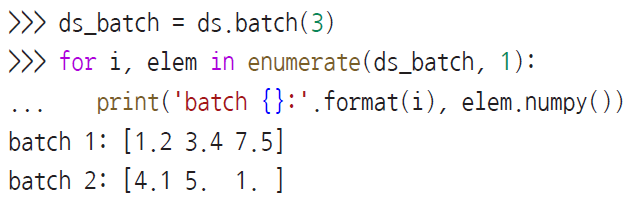 >>> ds_batch = ds.batch(3)
>>> for i, elem in enumerate(ds_batch, 1):
...    print('batch {}:'.format(i), elem.numpy())
batch 1: [1.2 3.4 7.5]
batch 2: [4.1 5.  1. ]